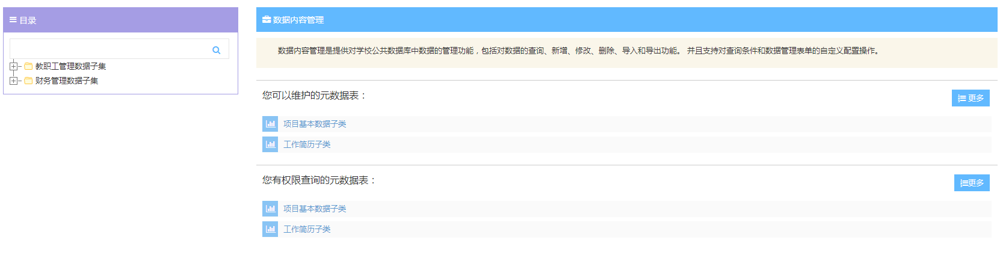 目录
教职工管理数据子集
财务管理数据子集
数据内容管理
数据内容管理是提供对学校公共数据库中数据的管理功能，包括对数据的查询、新增、修改、删除、导入和导出功能。 并且支持对查询条件和数据管理表单的自定义配置操作。
您可以维护的元数据表：
更多
项目基本数据子类
工作简历子类
您有权限查询的元数据表：
更多
项目基本数据子类
工作简历子类